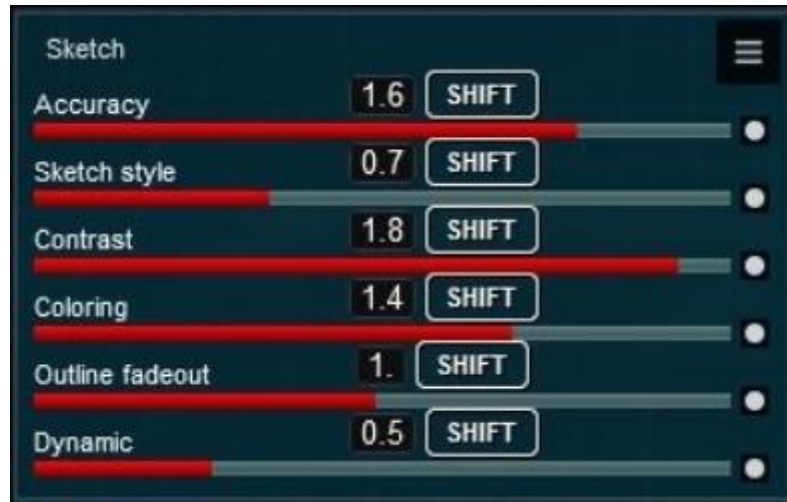 Sketch
Accuracy 1.6 SHIFT
Sketch style 0.7 SHIFT
Contrast 1.8 SHIFT
Coloring 1.4 SHIFT
Outline fadeout 1. SHIFT
Dynamic 0.5 SHIFT